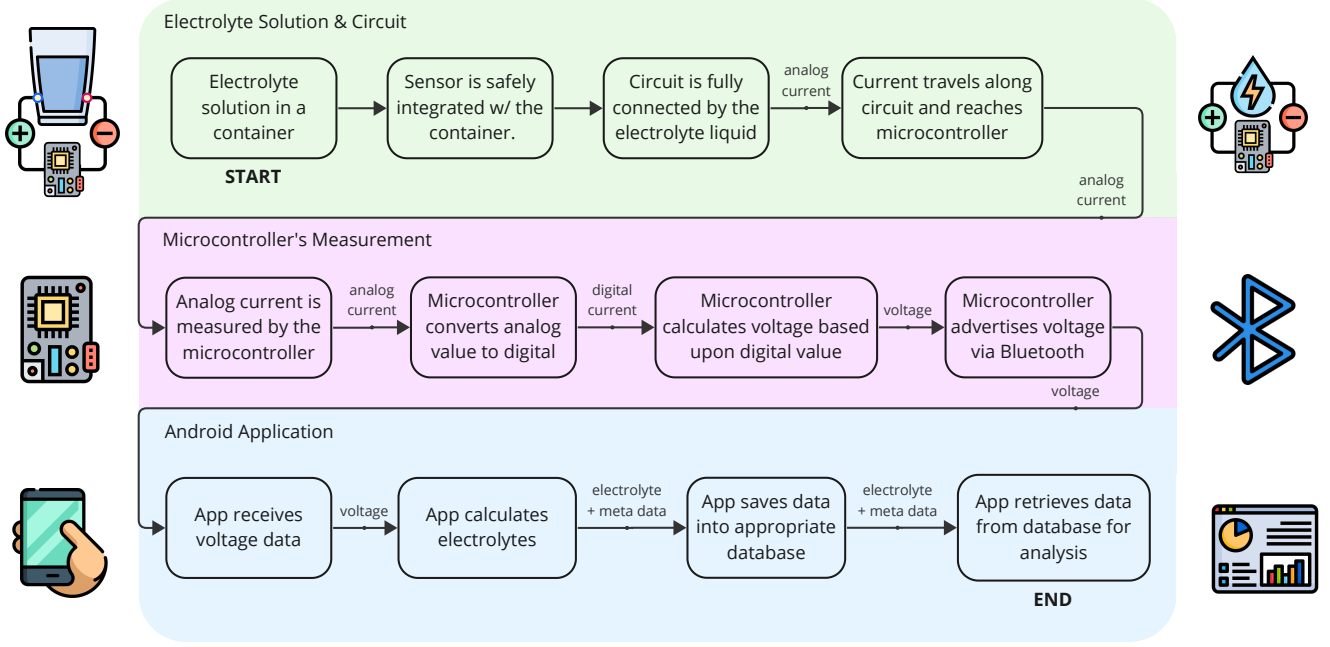 Electrolyte Solution & Circuit
Electrolyte
solution in a
container
START
Sensor is safely
integrated w/ the
container.
Circuit is fully
connected by the
electrolyte liquid
analog
current
Current travels along
circuit and reaches
microcontroller
analog
current
Microcontroller's Measurement
Analog current is
measured by the
microcontroller
analog
current
Microcontroller
converts analog
value to digital
digital
current
Microcontroller
calculates voltage based
upon digital value
voltage
Microcontroller
advertises voltage
via Bluetooth
voltage
Android Application
App receives
voltage data
voltage
App calculates
electrolytes
electrolyte
+ meta data
App saves data
into appropriate
database
electrolyte
+ meta data
App retrieves data
from database for
analysis
END